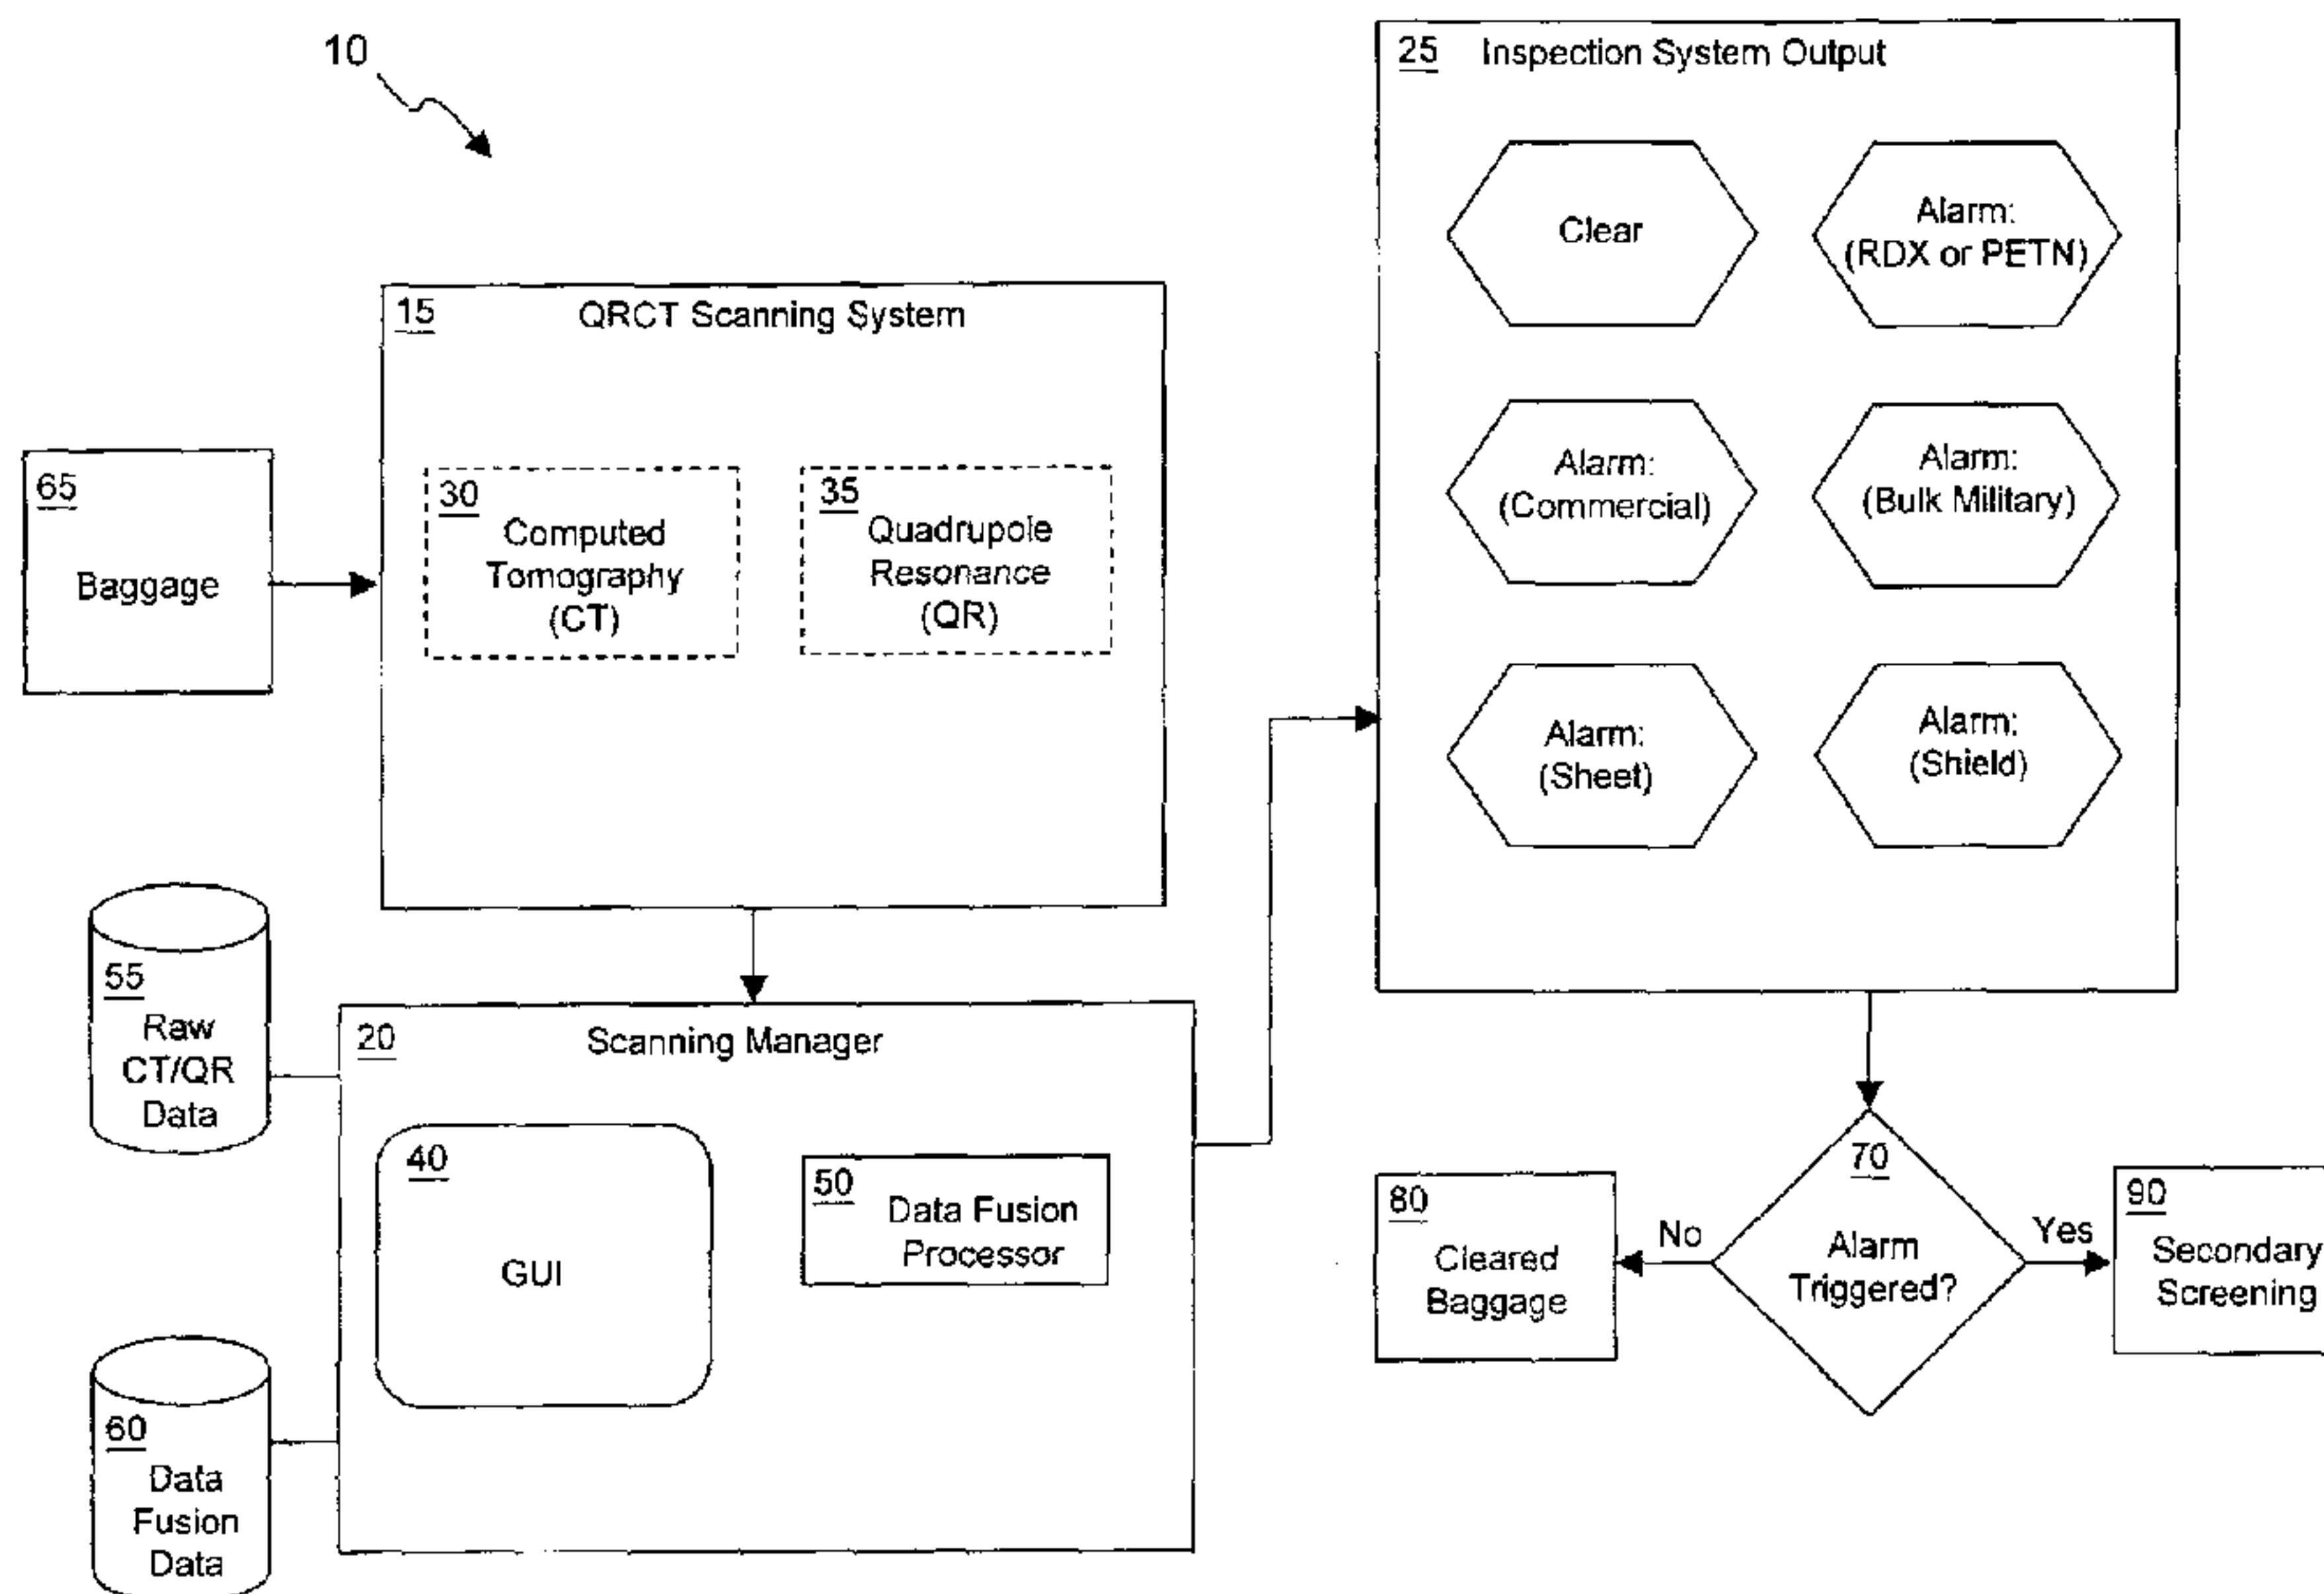 10
15
QRCT Scanning System
65
Baggage
30
Computed
Tomography
(CT)
35
Quadrupole
Resonance
(QR)
55
Raw
CT/QR
Data
60
Data
Fusion
Data
20
Scanning Manager
40
GUI
50
Data Fusion
Processor
25 Inspection System Output
Clear
Alarm:
(RDX or PETN)
Alarm:
(Commercial)
Alarm:
(Bulk Military)
Alarm:
(Sheet)
Alarm:
(Shield)
70
Alarm
Triggered?
No
Yes
80
Cleared
Baggage
90
Secondary
Screening